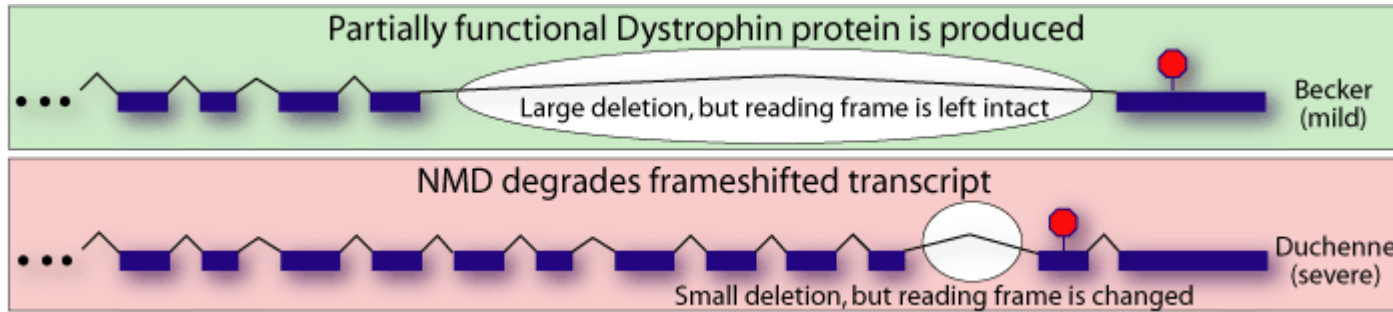 Partially functional Dystrophin protein is produced
Large deletion, but reading frame is left intact
Becker
(mild)
NMD degrades frameshifted transcript
Duchenne
(severe)
Small deletion, but reading frame is changed